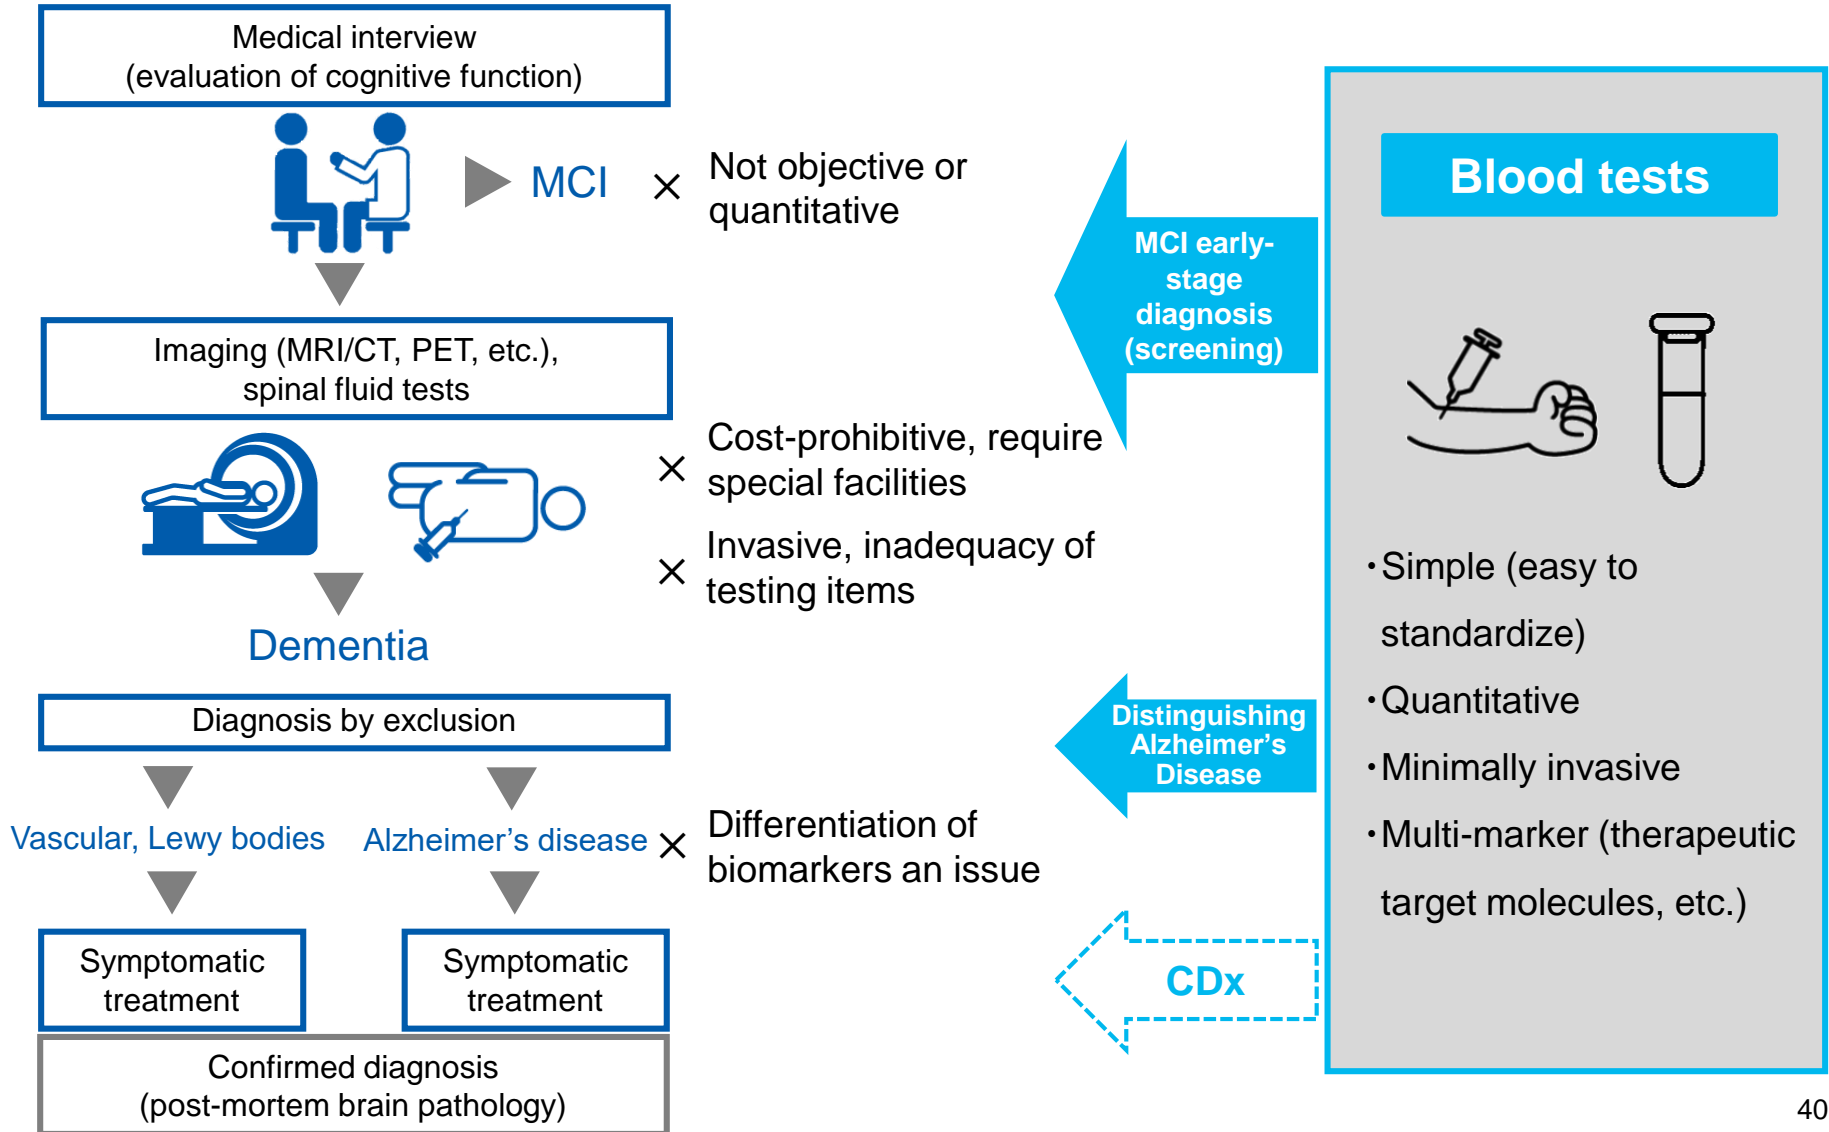 Medical interview
(evaluation of cognitive function)
MCI
×
Not objective or
quantitative
Imaging (MRI/CT, PET, etc.),
spinal fluid tests
×
Cost-prohibitive, require
special facilities
×
Invasive, inadequacy of
testing items
Dementia
Diagnosis by exclusion
Vascular, Lewy bodies
Alzheimer’s disease
×
Differentiation of
biomarkers an issue
Symptomatic
treatment
Symptomatic
treatment
Confirmed diagnosis
(post-mortem brain pathology)
MCI early-
stage
diagnosis
(screening)
Distinguishing
Alzheimer’s
Disease
CDx
Blood tests
・Simple (easy to
standardize)
・Quantitative
・Minimally invasive
・Multi-marker (therapeutic
target molecules, etc.)
40